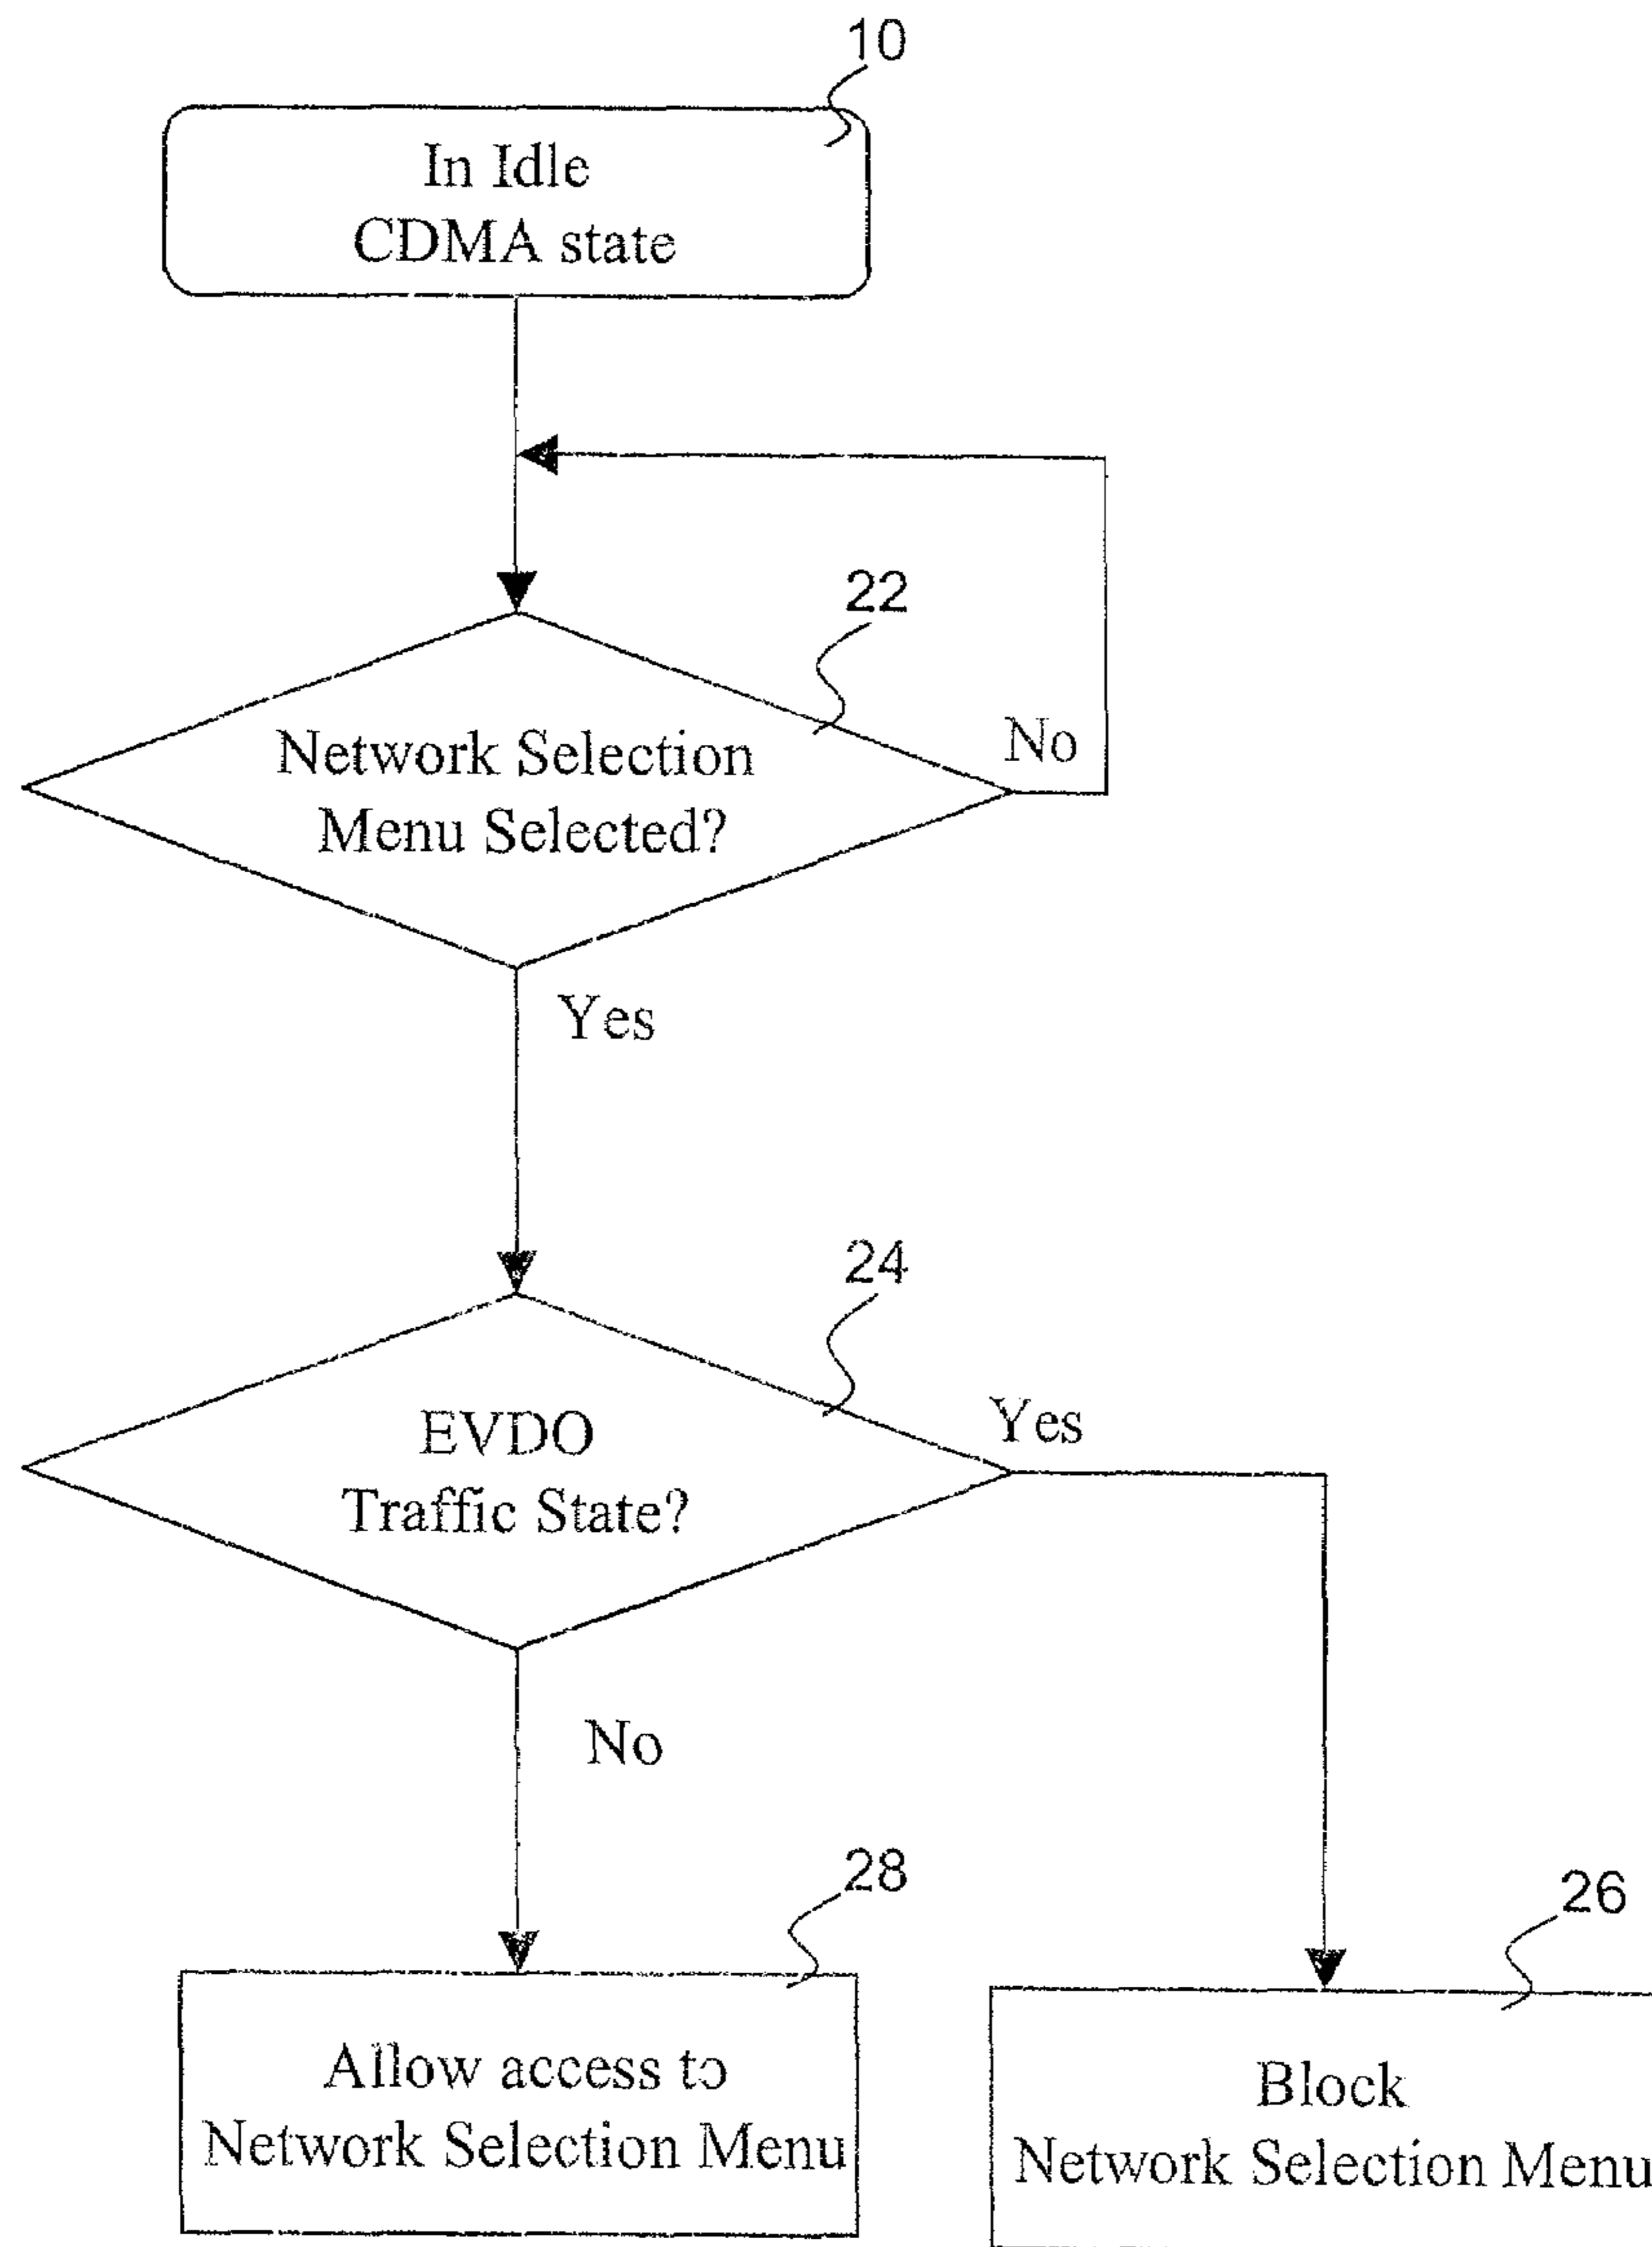 10
In Idle
CDMA state
22
Network Selection
Menu Selected?
No
Yes
24
EVDO
Traffic State?
Yes
No
28
Allow access to
Network Selection Menu
26
Block
Network Selection Menu